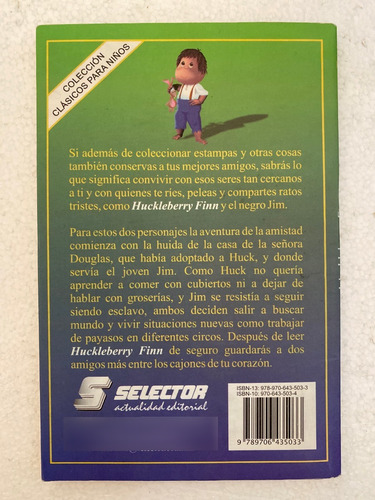 COLECCIÓN
CLÁSICOS PARA NIÑOS
Si además de coleccionar estampas y otras cosas
también conservas a tus mejores amigos, sabrás lo
que significa convivir con esos seres tan cercanos
a ti y con quienes te ries, peleas y compartes ratos
tristes, como Huckleberry Finn y el negro Jim.
Para estos dos personajes la aventura de la amistad
comienza con la huida de la casa de la señora
Douglas, que había adoptado a Huck, y donde
servía el joven Jim. Como Huck no quería
aprender a comer con cubiertos ni a dejar de
hablar con groserías, y Jim se resistía a seguir
siendo esclavo, ambos deciden salir a buscar
mundo y vivir situaciones nuevas como trabajar
de payasos en diferentes circos. Después de leer
Huckleberry Finn de seguro guardarás a dos
amigos más entre los cajones de tu corazón.
SELECTOR
actualidad editorial
ISBN-13: 978-970-643-503-3
ISBN-10: 970-643-503-4
9 789706 435033